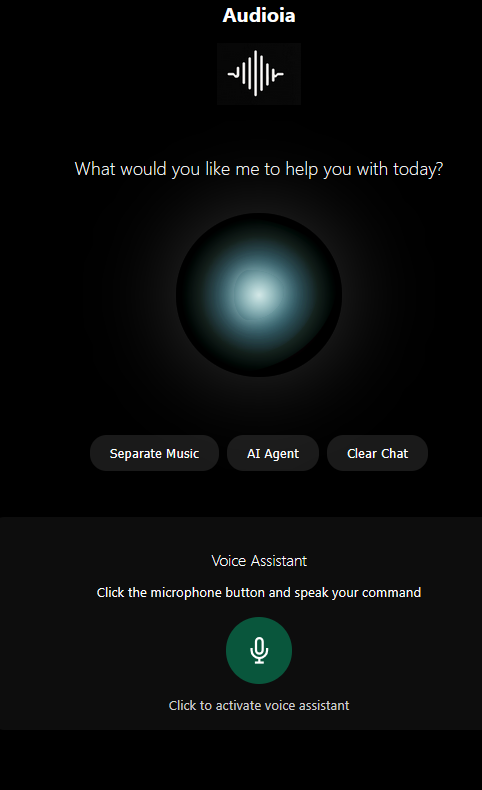 Audioia
What would you like me to help you with today?
Separate Music
AI Agent
Clear Chat
Voice Assistant
Click the microphone button and speak your command
Click to activate voice assistant